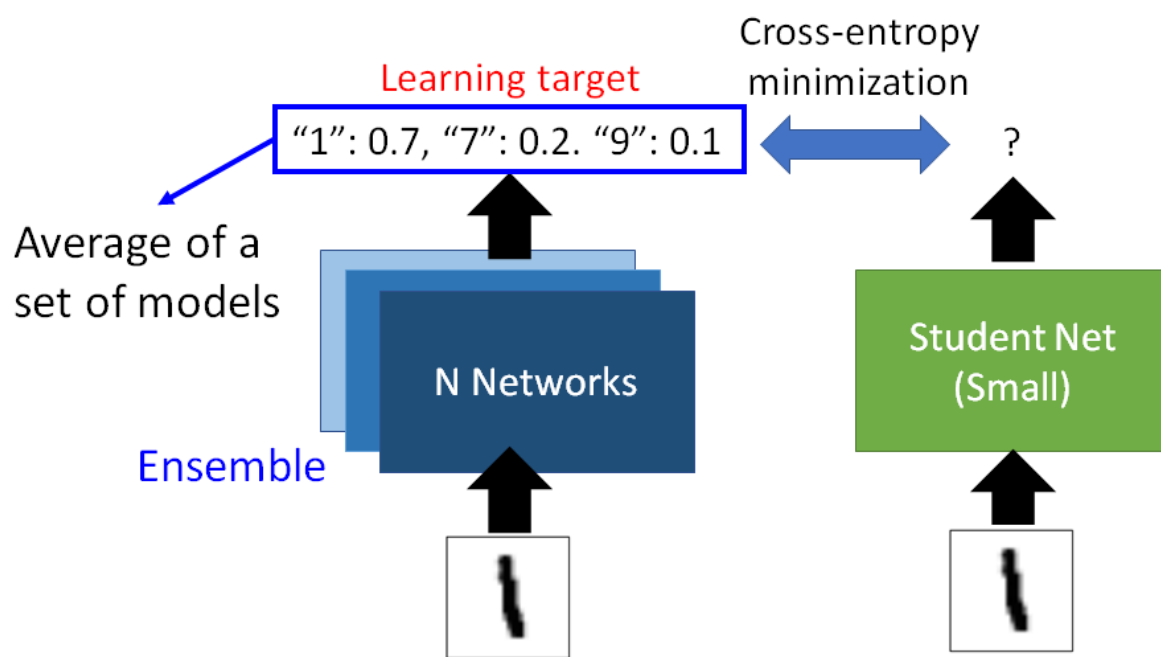 Cross-entropy
minimization
Learning target
“1”: 0.7, “7”: 0.2. “9”: 0.1
?
Average of a
set of models
N Networks
Student Net
(Small)
Ensemble